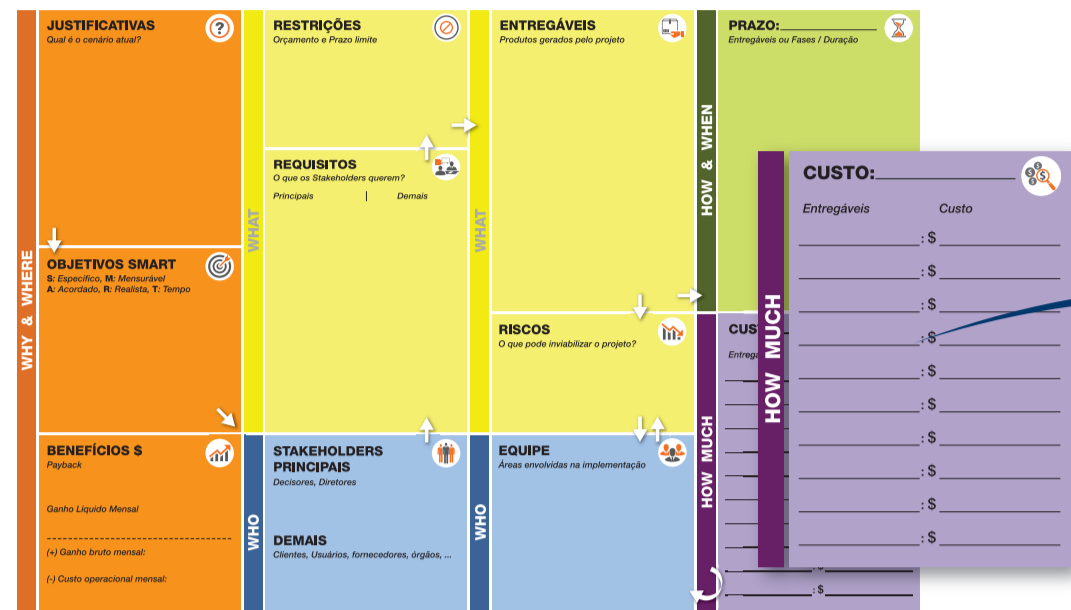 WHY & WHERE
JUSTIFICATIVAS
Qual é o cenário atual?
?
OBJETIVOS SMART
S: Específico, M: Mensurável
A: Acordado, R: Realista, T: Tempo
BENEFÍCIOS $
Payback
Ganho Líquido Mensal
(+) Ganho bruto mensal:
(-) Custo operacional mensal:
WHAT
RESTRIÇÕES
Orçamento e Prazo limite
REQUISITOS
O que os Stakeholders querem?
Principais | Demais
WHO
STAKEHOLDERS
PRINCIPAIS
Decisores, Diretores
DEMAIS
Clientes, Usuários, fornecedores, órgãos, ...
WHAT
ENTREGÁVEIS
Produtos gerados pelo projeto
RISCOS
O que pode inviabilizar o projeto?
WHO
EQUIPE
Áreas envolvidas na implementação
HOW & WHEN
PRAZO:
Entregáveis ou Fases / Duração
HOW MUCH
CUS
Entreg
: $
HOW MUCH
CUSTO:
Entregáveis Custo
: $
: $
: $
: $
: $
: $
: $
: $
: $
: $